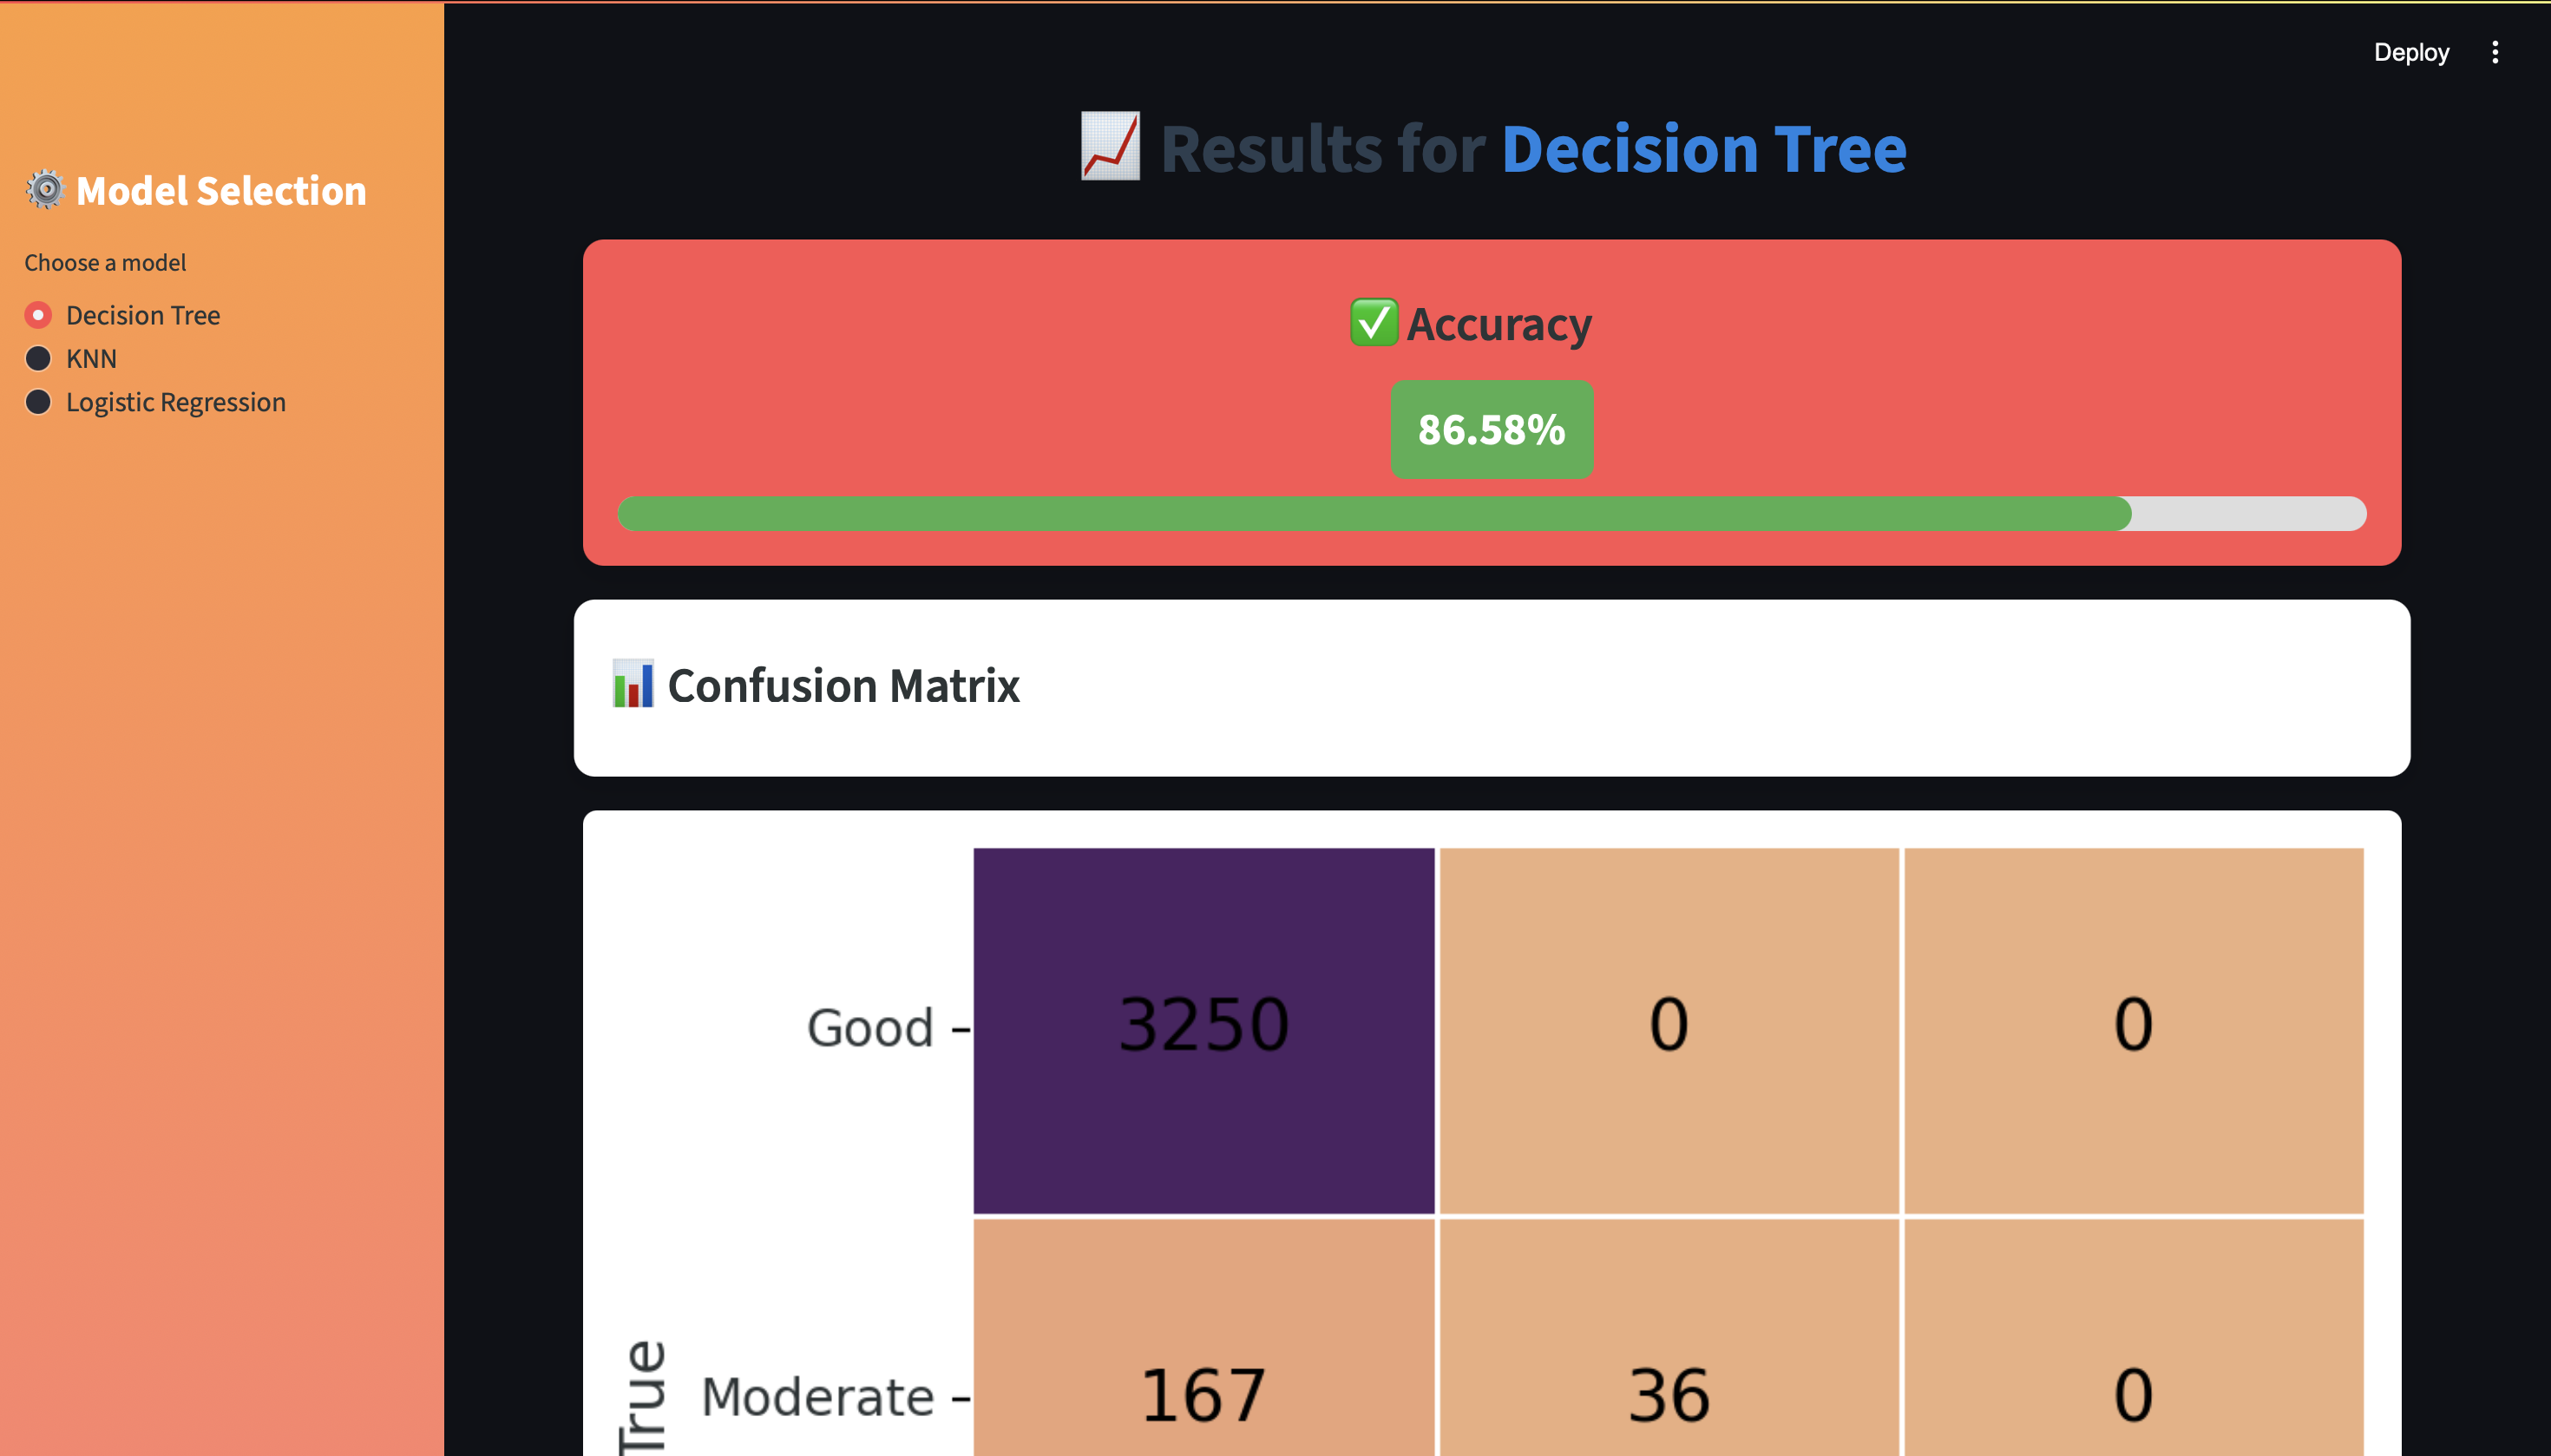 Deploy
Model Selection
Choose a model
Decision Tree
KNN
Logistic Regression
Results for Decision Tree
Accuracy
86.58%
Confusion Matrix
Good
3250 0 0
True
Moderate
167 36 0